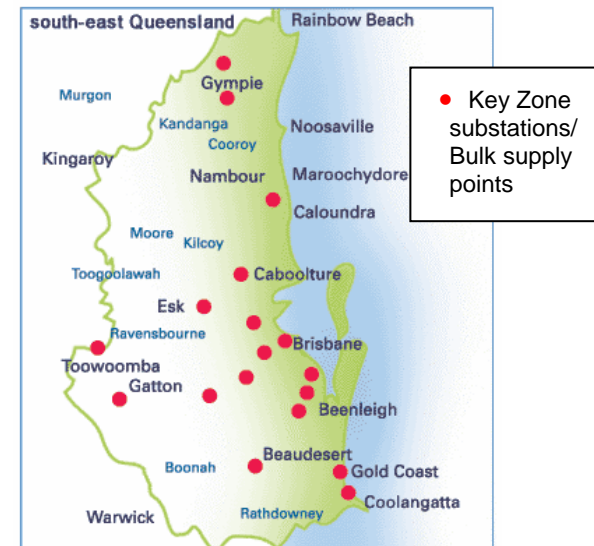 south-east Queensland
Rainbow Beach
Gympie
Murgon
Kandanga
Noosaville
Cooroy
Kingaroy
Nambour
Maroochydore
Caloundra
Moore
Kilcoy
Toogoolawah
Caboolture
Esk
Ravensbourne
Brisbane
Toowoomba
Gatton
Beenleigh
Beaudesert
Boonah
Gold Coast
Coolangatta
Warwick
Rathdowney
• Key Zone
substations/
Bulk supply
points